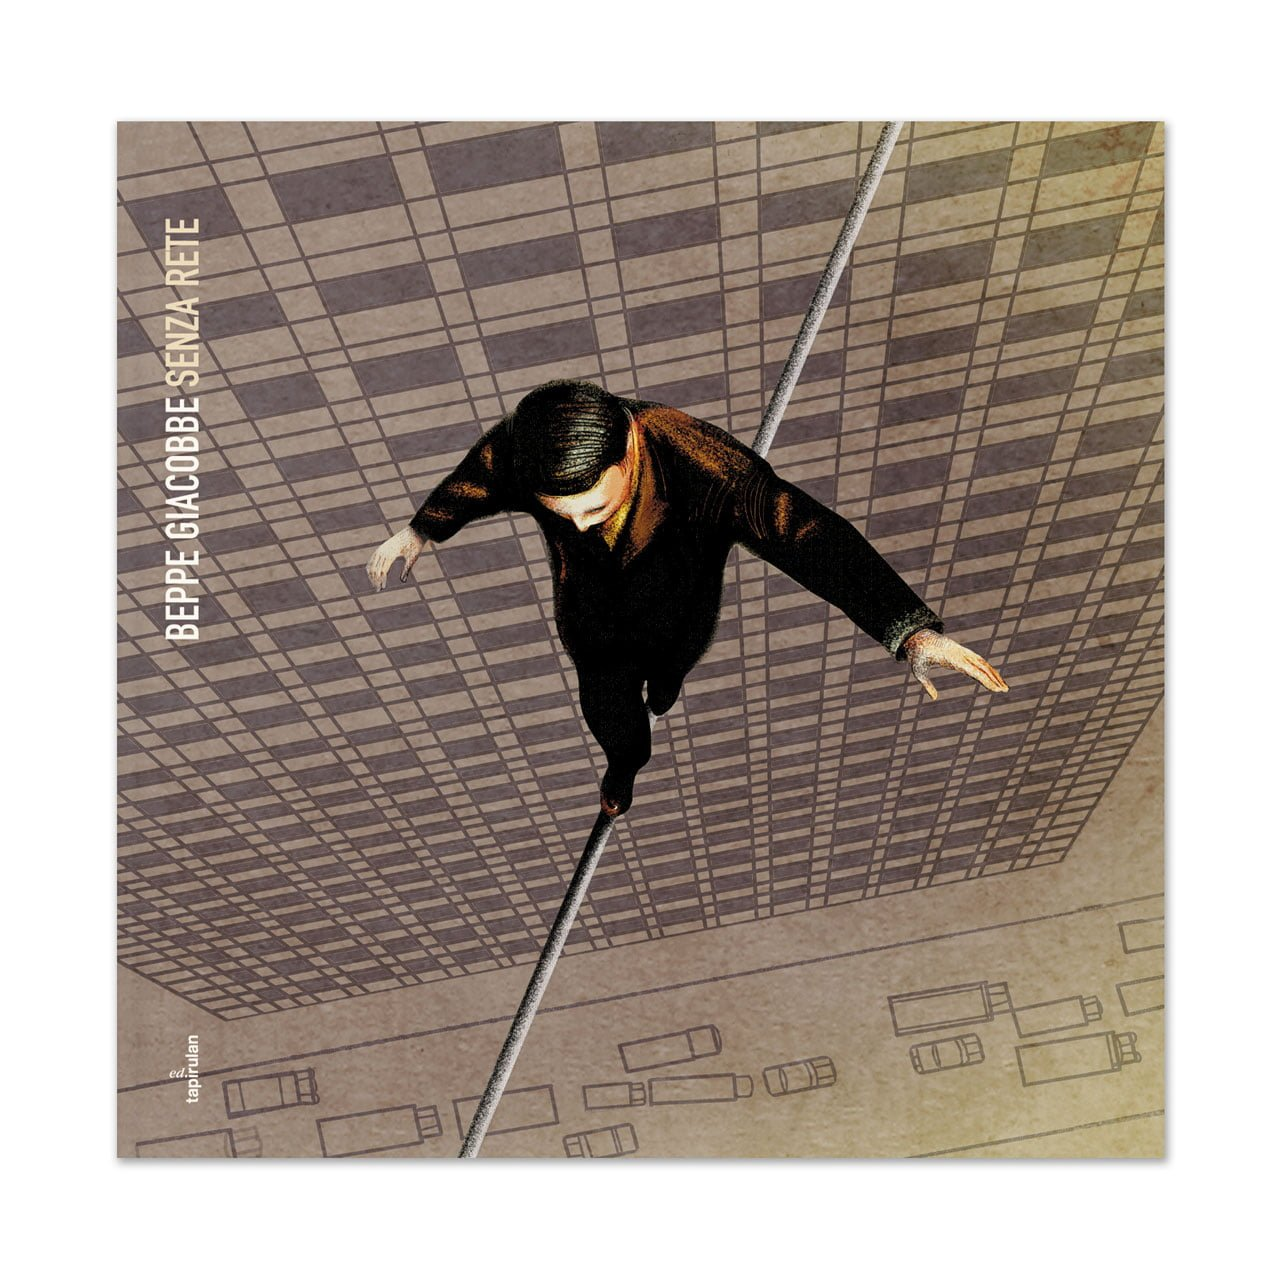 BEPPE GIACOBBE SENZA RETE
ed.
tapirulan